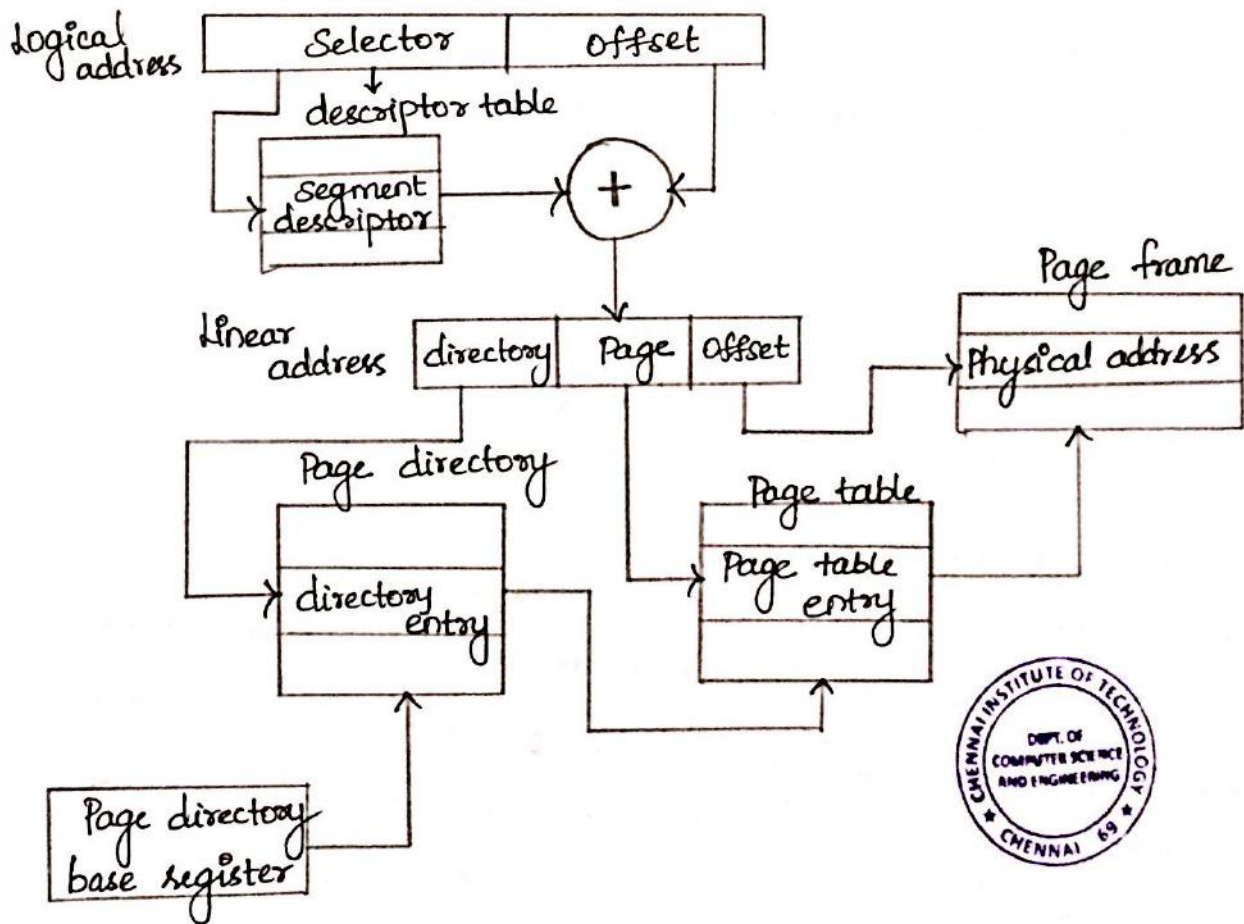 Logical
address
Selector
offset
descriptor table
segment
descriptor
+
Linear
address
directory
Page
offset
Page frame
Physical address
Page directory
directory
entry
Page table
Page table
entry
Page directory
base register
CHENNAI INSTITUTE OF TECHNOLOGY
DEPT. OF
COMPUTER SCIENCE
AND ENGINEERING
★ CHENNAI 69 ★